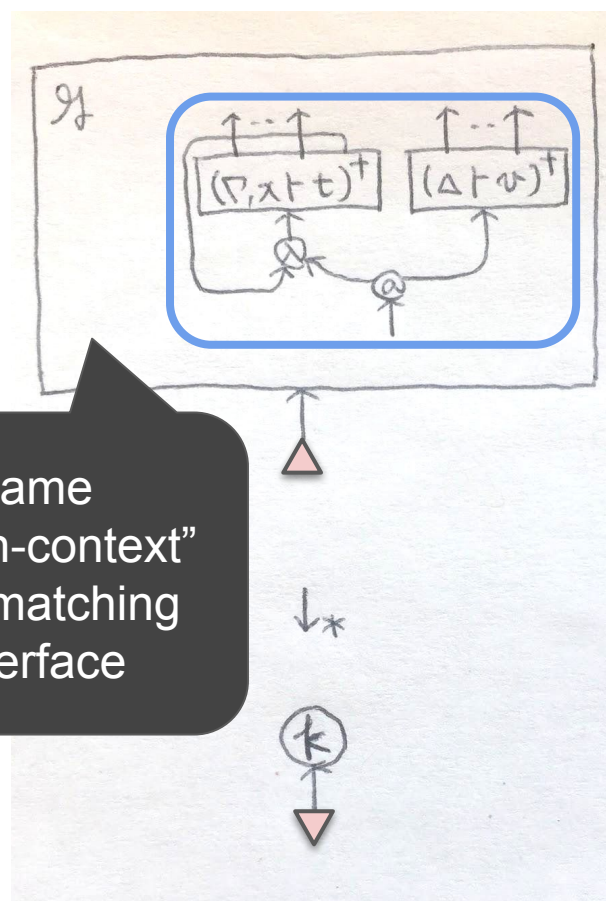 𝒢
↑ ‥ ↑ ↑ ‥ ↑
(Γ,x⊢t)† (Δ⊢v)†
λ
@
ame
n-context”
matching
erface
↓*
k